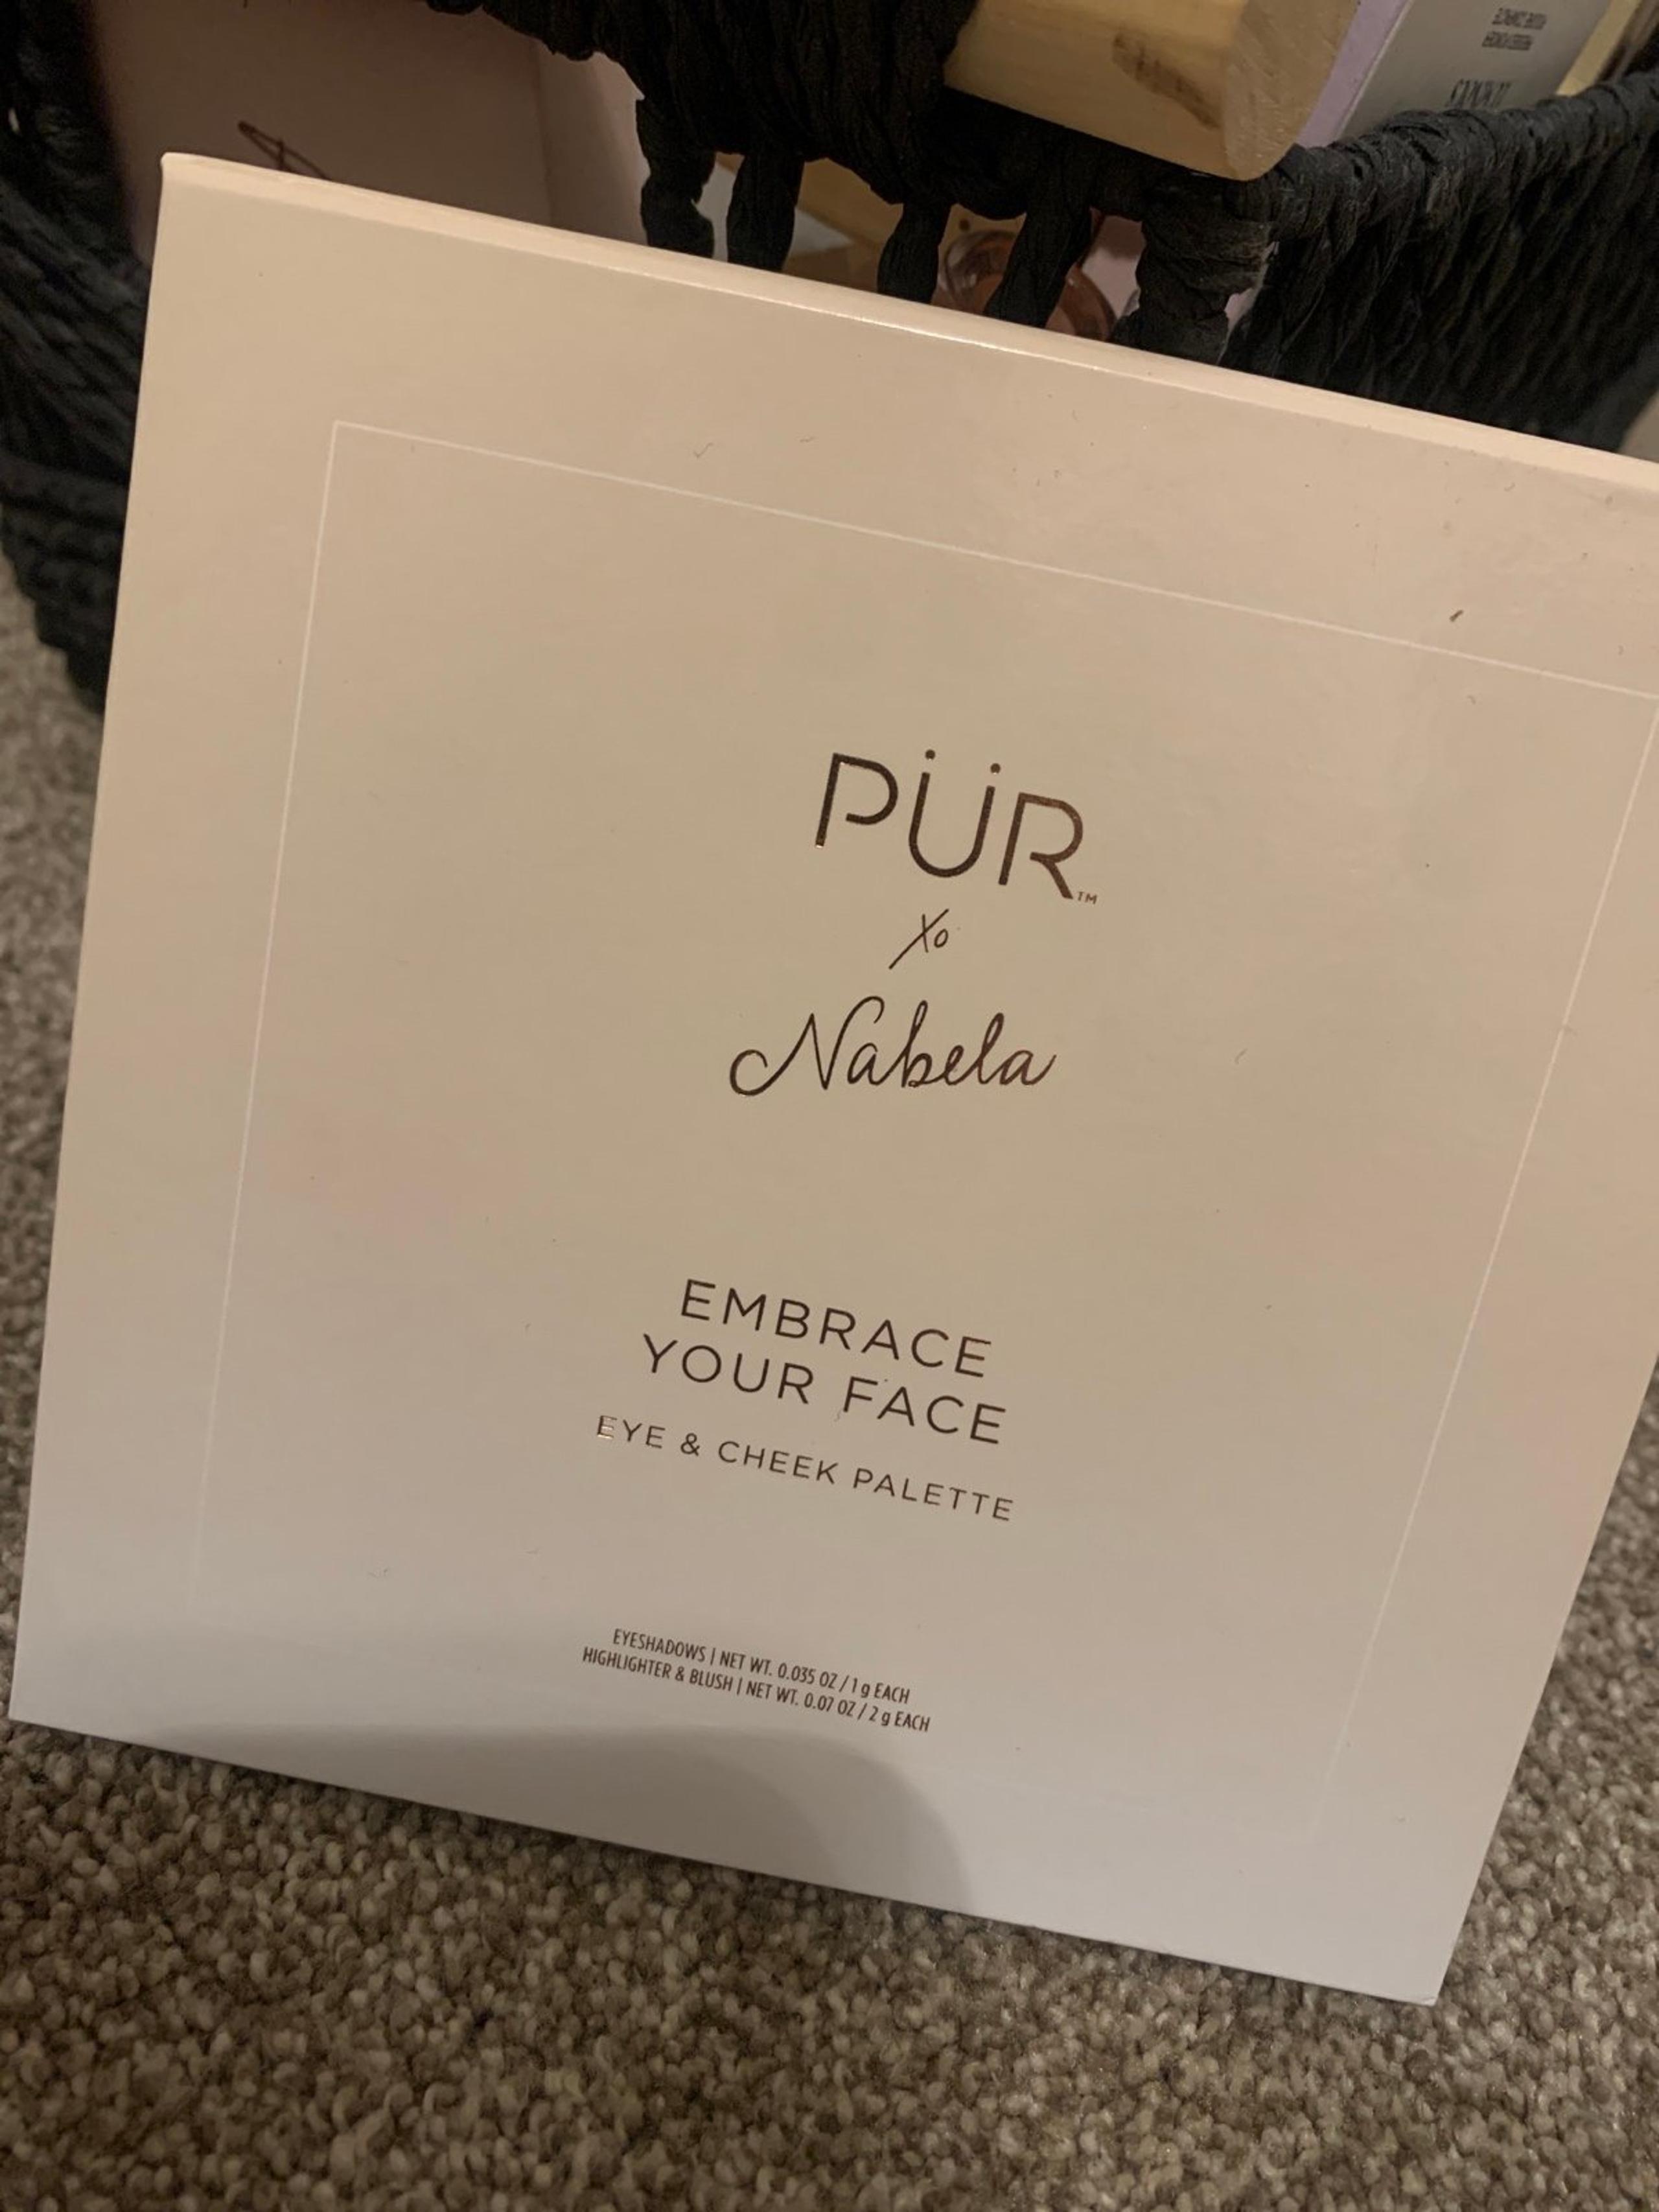 PÜR™
xo
Nabela
EMBRACE
YOUR FACE
EYE & CHEEK PALETTE
EYESHADOWS | NET WT. 0.035 OZ / 1 g EACH
HIGHLIGHTER & BLUSH | NET WT. 0.07 OZ / 2 g EACH